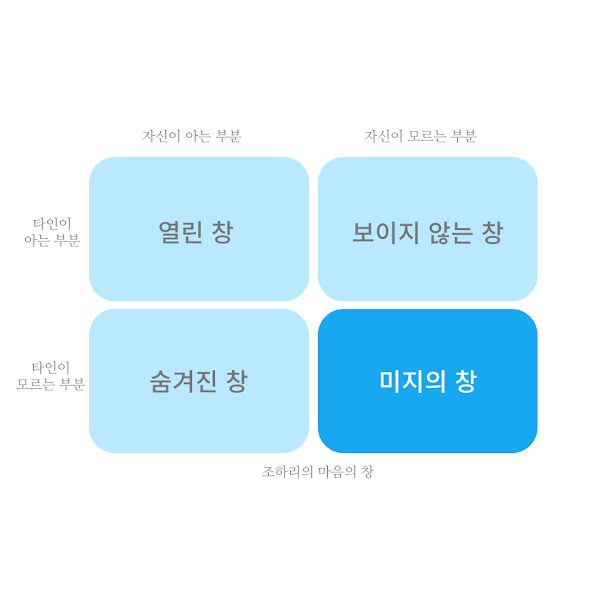 자신이 아는 부분
자신이 모르는 부분
타인이
아는 부분
열린 창
보이지 않는 창
타인이
모르는 부분
숨겨진 창
미지의 창
조하리의 마음의 창